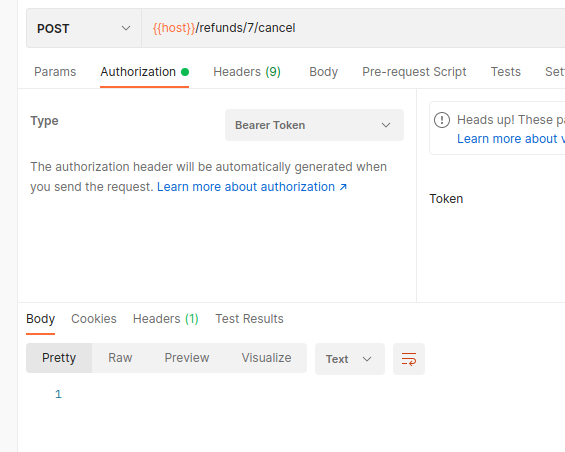 POST {{host}}/refunds/7/cancel
Params Authorization Headers (9) Body Pre-request Script Tests
Type Bearer Token
The authorization header will be automatically generated when
you send the request. Learn more about authorization ↗
Heads up! These
Learn more about
Token
Body Cookies Headers (1) Test Results
Pretty Raw Preview Visualize Text
1